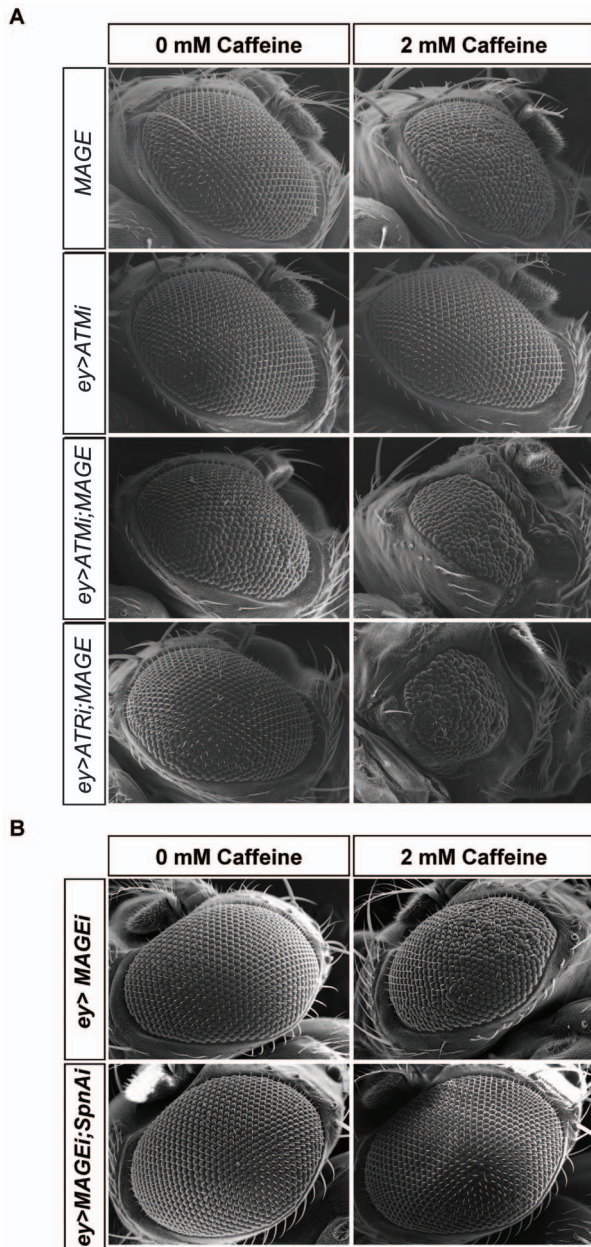 A
0 mM Caffeine 2 mM Caffeine
MAGE
ey>ATMi
ey>ATMi;MAGE
ey>ATRi;MAGE
B
0 mM Caffeine 2 mM Caffeine
ey> MAGEi
ey>MAGEi;SpnAi